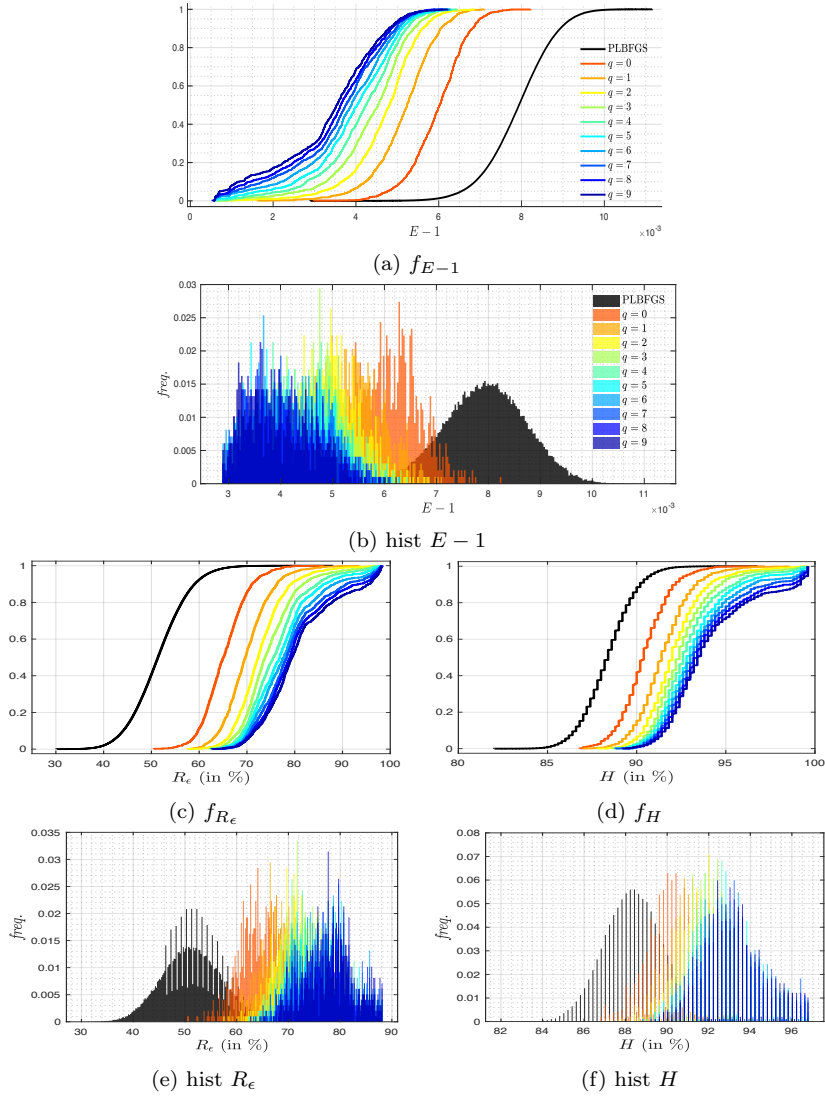 1
0.8
0.6
0.4
0.2
0
PLBFGS
q = 0
q = 1
q = 2
q = 3
q = 4
q = 5
q = 6
q = 7
q = 8
q = 9
0 2 4 6 8 10
E − 1
×10⁻³
(a) f_{E−1}
0.03
0.025
0.02
0.015
0.01
0.005
0
freq.
PLBFGS
q = 0
q = 1
q = 2
q = 3
q = 4
q = 5
q = 6
q = 7
q = 8
q = 9
3 4 5 6 7 8 9 10 11
E − 1
×10⁻³
(b) hist E − 1
1
0.8
0.6
0.4
0.2
0
30 40 50 60 70 80 90 100
R_ϵ (in %)
(c) f_{R_ϵ}
1
0.8
0.6
0.4
0.2
0
80 85 90 95 100
H (in %)
(d) f_H
0.035
0.03
0.025
0.02
0.015
0.01
0.005
0
freq.
30 40 50 60 70 80 90
R_ϵ (in %)
(e) hist R_ϵ
0.08
0.07
0.06
0.05
0.04
0.03
0.02
0.01
0
freq.
82 84 86 88 90 92 94 96
H (in %)
(f) hist H